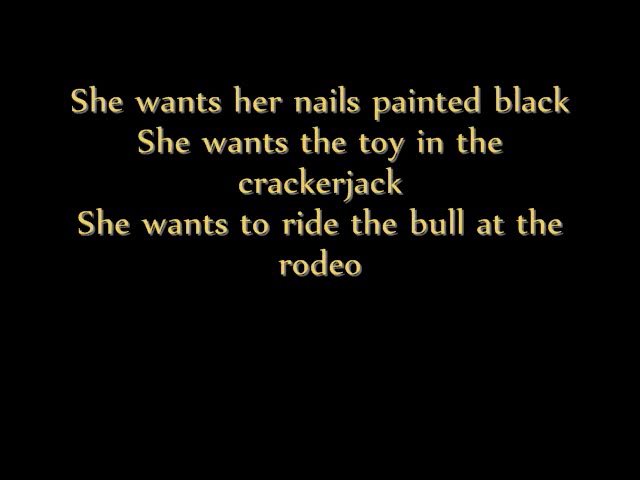 She wants her nails painted black
She wants the toy in the
crackerjack
She wants to ride the bull at the
rodeo